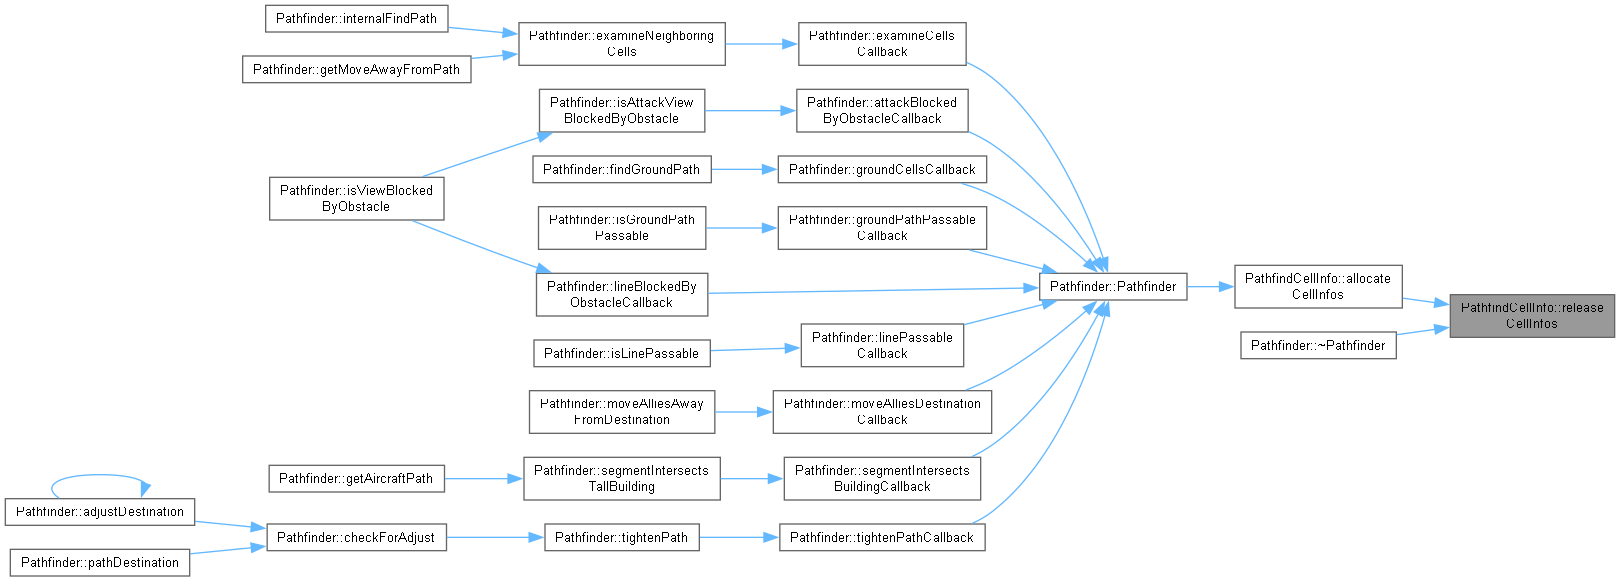 Pathfinder::internalFindPath
Pathfinder::getMoveAwayFromPath
Pathfinder::examineNeighboring
Cells
Pathfinder::examineCells
Callback
Pathfinder::isAttackView
BlockedByObstacle
Pathfinder::attackBlocked
ByObstacleCallback
Pathfinder::findGroundPath
Pathfinder::groundCellsCallback
Pathfinder::isViewBlocked
ByObstacle
Pathfinder::isGroundPath
Passable
Pathfinder::groundPathPassable
Callback
Pathfinder::lineBlockedBy
ObstacleCallback
Pathfinder::Pathfinder
PathfindCellInfo::allocate
CellInfos
PathfindCellInfo::release
CellInfos
Pathfinder::~Pathfinder
Pathfinder::isLinePassable
Pathfinder::linePassable
Callback
Pathfinder::moveAlliesAway
FromDestination
Pathfinder::moveAlliesDestination
Callback
Pathfinder::getAircraftPath
Pathfinder::segmentIntersects
TallBuilding
Pathfinder::segmentIntersects
BuildingCallback
Pathfinder::adjustDestination
Pathfinder::checkForAdjust
Pathfinder::tightenPath
Pathfinder::tightenPathCallback
Pathfinder::pathDestination